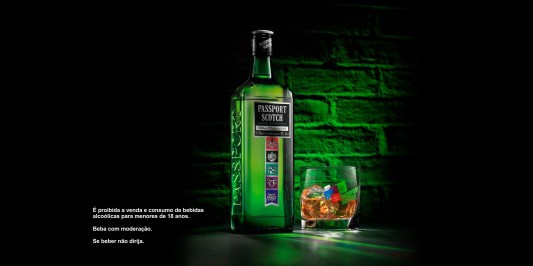 PASSPORT
SCOTCH
PASSPORT
É proibida a venda e consumo de bebidas
alcoólicas para menores de 18 anos.
Beba com moderação.
Se beber não dirija.